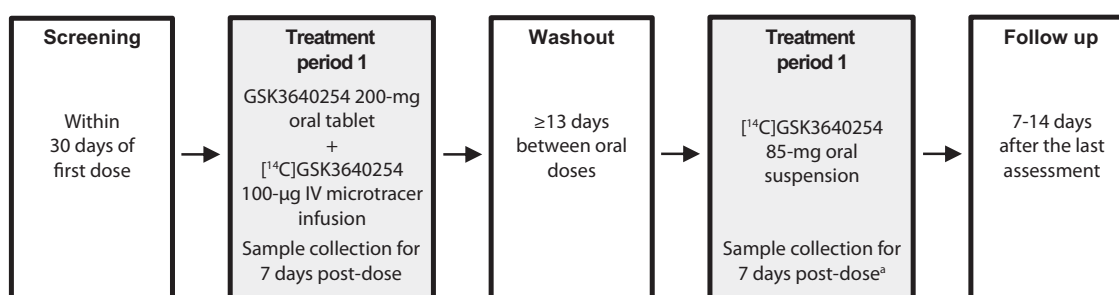 Screening
Within
30 days of
first dose
Treatment
period 1
GSK3640254 200-mg
oral tablet
+
[¹⁴C]GSK3640254
100-µg IV microtracer
infusion
Sample collection for
7 days post-dose
Washout
≥13 days
between oral
doses
Treatment
period 1
[¹⁴C]GSK3640254
85-mg oral
suspension
Sample collection for
7 days post-doseᵃ
Follow up
7-14 days
after the last
assessment